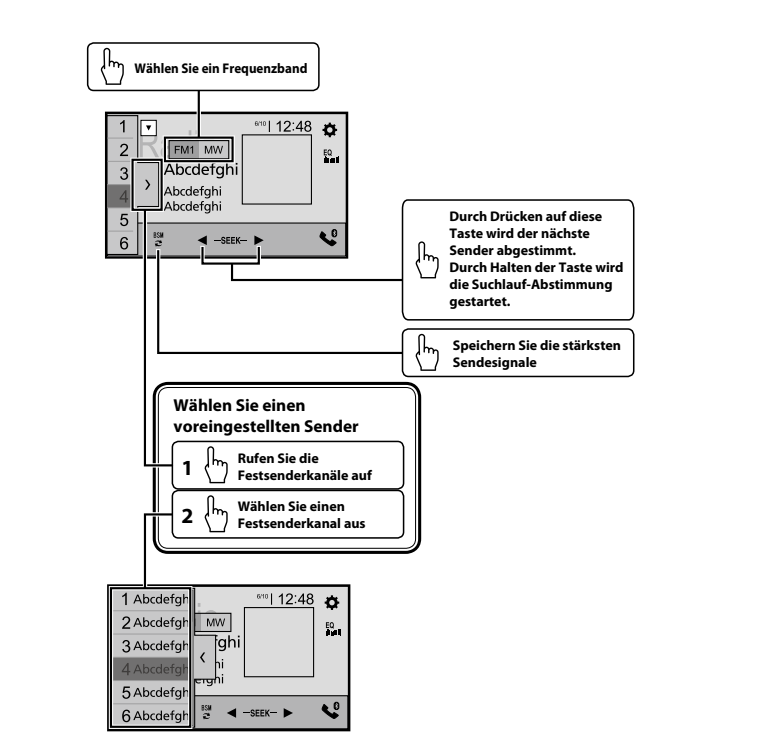 Wählen Sie ein Frequenzband
1
2
3
4
5
6
6/10 12:48
EQ
FM1 MW
Abcdefghi
Abcdefghi
Abcdefghi
BSM
SEEK
Durch Drücken auf diese
Taste wird der nächste
Sender abgestimmt.
Durch Halten der Taste wird
die Suchlauf-Abstimmung
gestartet.
Speichern Sie die stärksten
Sendesignale
Wählen Sie einen
voreingestellten Sender
1 Rufen Sie die
Festsenderkanäle auf
2 Wählen Sie einen
Festsenderkanal aus
1 Abcdefgh
2 Abcdefgh
3 Abcdefgh
4 Abcdefgh
5 Abcdefgh
6 Abcdefgh
6/10 12:48
EQ
MW
fghi
hi
efghi
BSM
SEEK